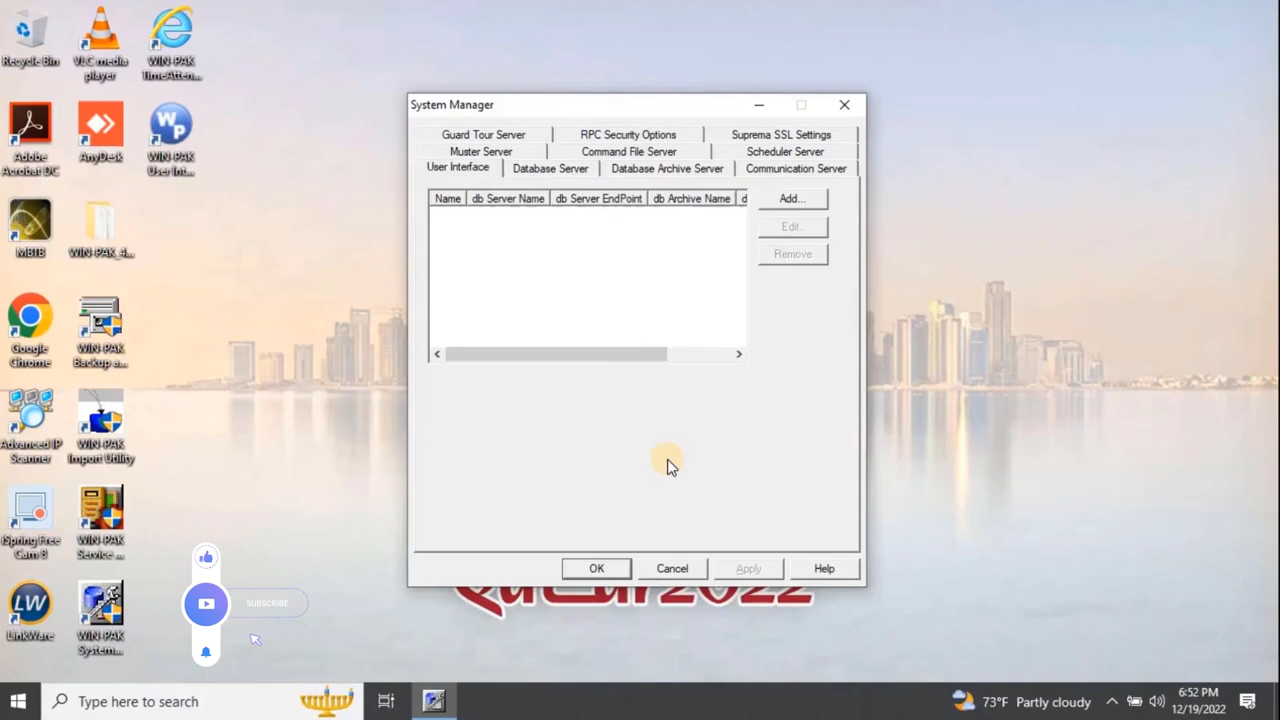 Recycle Bin
VLC media
player
WIN-PAK
TimeAtten...
Adobe
Acrobat DC
AnyDesk
WIN-PAK
User Int...
MBTB
WIN-PAK_4...
Google
Chrome
WIN-PAK
Backup a...
Advanced IP
Scanner
WIN-PAK
Import Utility
iSpring Free
Cam 8
WIN-PAK
Service ...
LW
LinkWare
WIN-PAK
System...
System Manager
Guard Tour Server
RPC Security Options
Suprema SSL Settings
Muster Server
Command File Server
Scheduler Server
User Interface
Database Server
Database Archive Server
Communication Server
Name
db Server Name
db Server EndPoint
db Archive Name
d
Add...
Edit..
Remove
OK
Cancel
Apply
Help
Qatar2022
SUBSCRIBE
Type here to search
73°F Partly cloudy
6:52 PM
12/19/2022